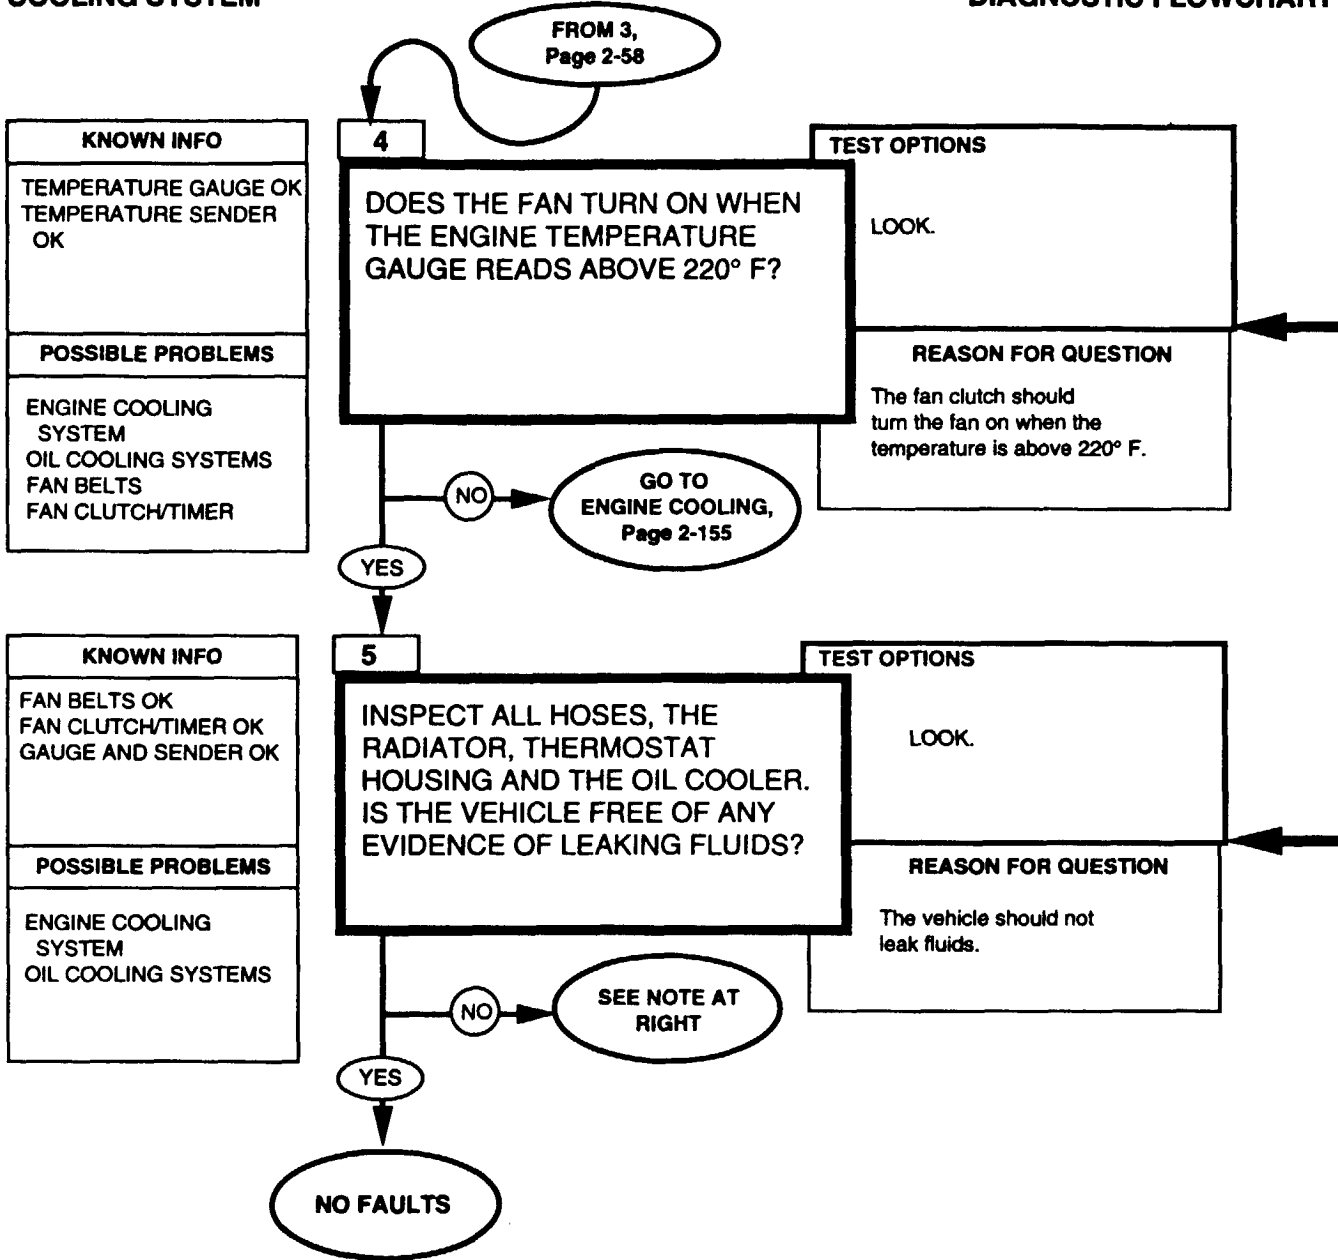 COOLING SYSTEM
DIAGNOSTIC FLOWCHART
FROM 3,
Page 2-58
KNOWN INFO
TEMPERATURE GAUGE OK
TEMPERATURE SENDER
OK
POSSIBLE PROBLEMS
ENGINE COOLING
SYSTEM
OIL COOLING SYSTEMS
FAN BELTS
FAN CLUTCH/TIMER
4
DOES THE FAN TURN ON WHEN
THE ENGINE TEMPERATURE
GAUGE READS ABOVE 220° F?
TEST OPTIONS
LOOK.
REASON FOR QUESTION
The fan clutch should
turn the fan on when the
temperature is above 220° F.
NO
GO TO
ENGINE COOLING,
Page 2-155
YES
KNOWN INFO
FAN BELTS OK
FAN CLUTCH/TIMER OK
GAUGE AND SENDER OK
POSSIBLE PROBLEMS
ENGINE COOLING
SYSTEM
OIL COOLING SYSTEMS
5
INSPECT ALL HOSES, THE
RADIATOR, THERMOSTAT
HOUSING AND THE OIL COOLER.
IS THE VEHICLE FREE OF ANY
EVIDENCE OF LEAKING FLUIDS?
TEST OPTIONS
LOOK.
REASON FOR QUESTION
The vehicle should not
leak fluids.
NO
SEE NOTE AT
RIGHT
YES
NO FAULTS